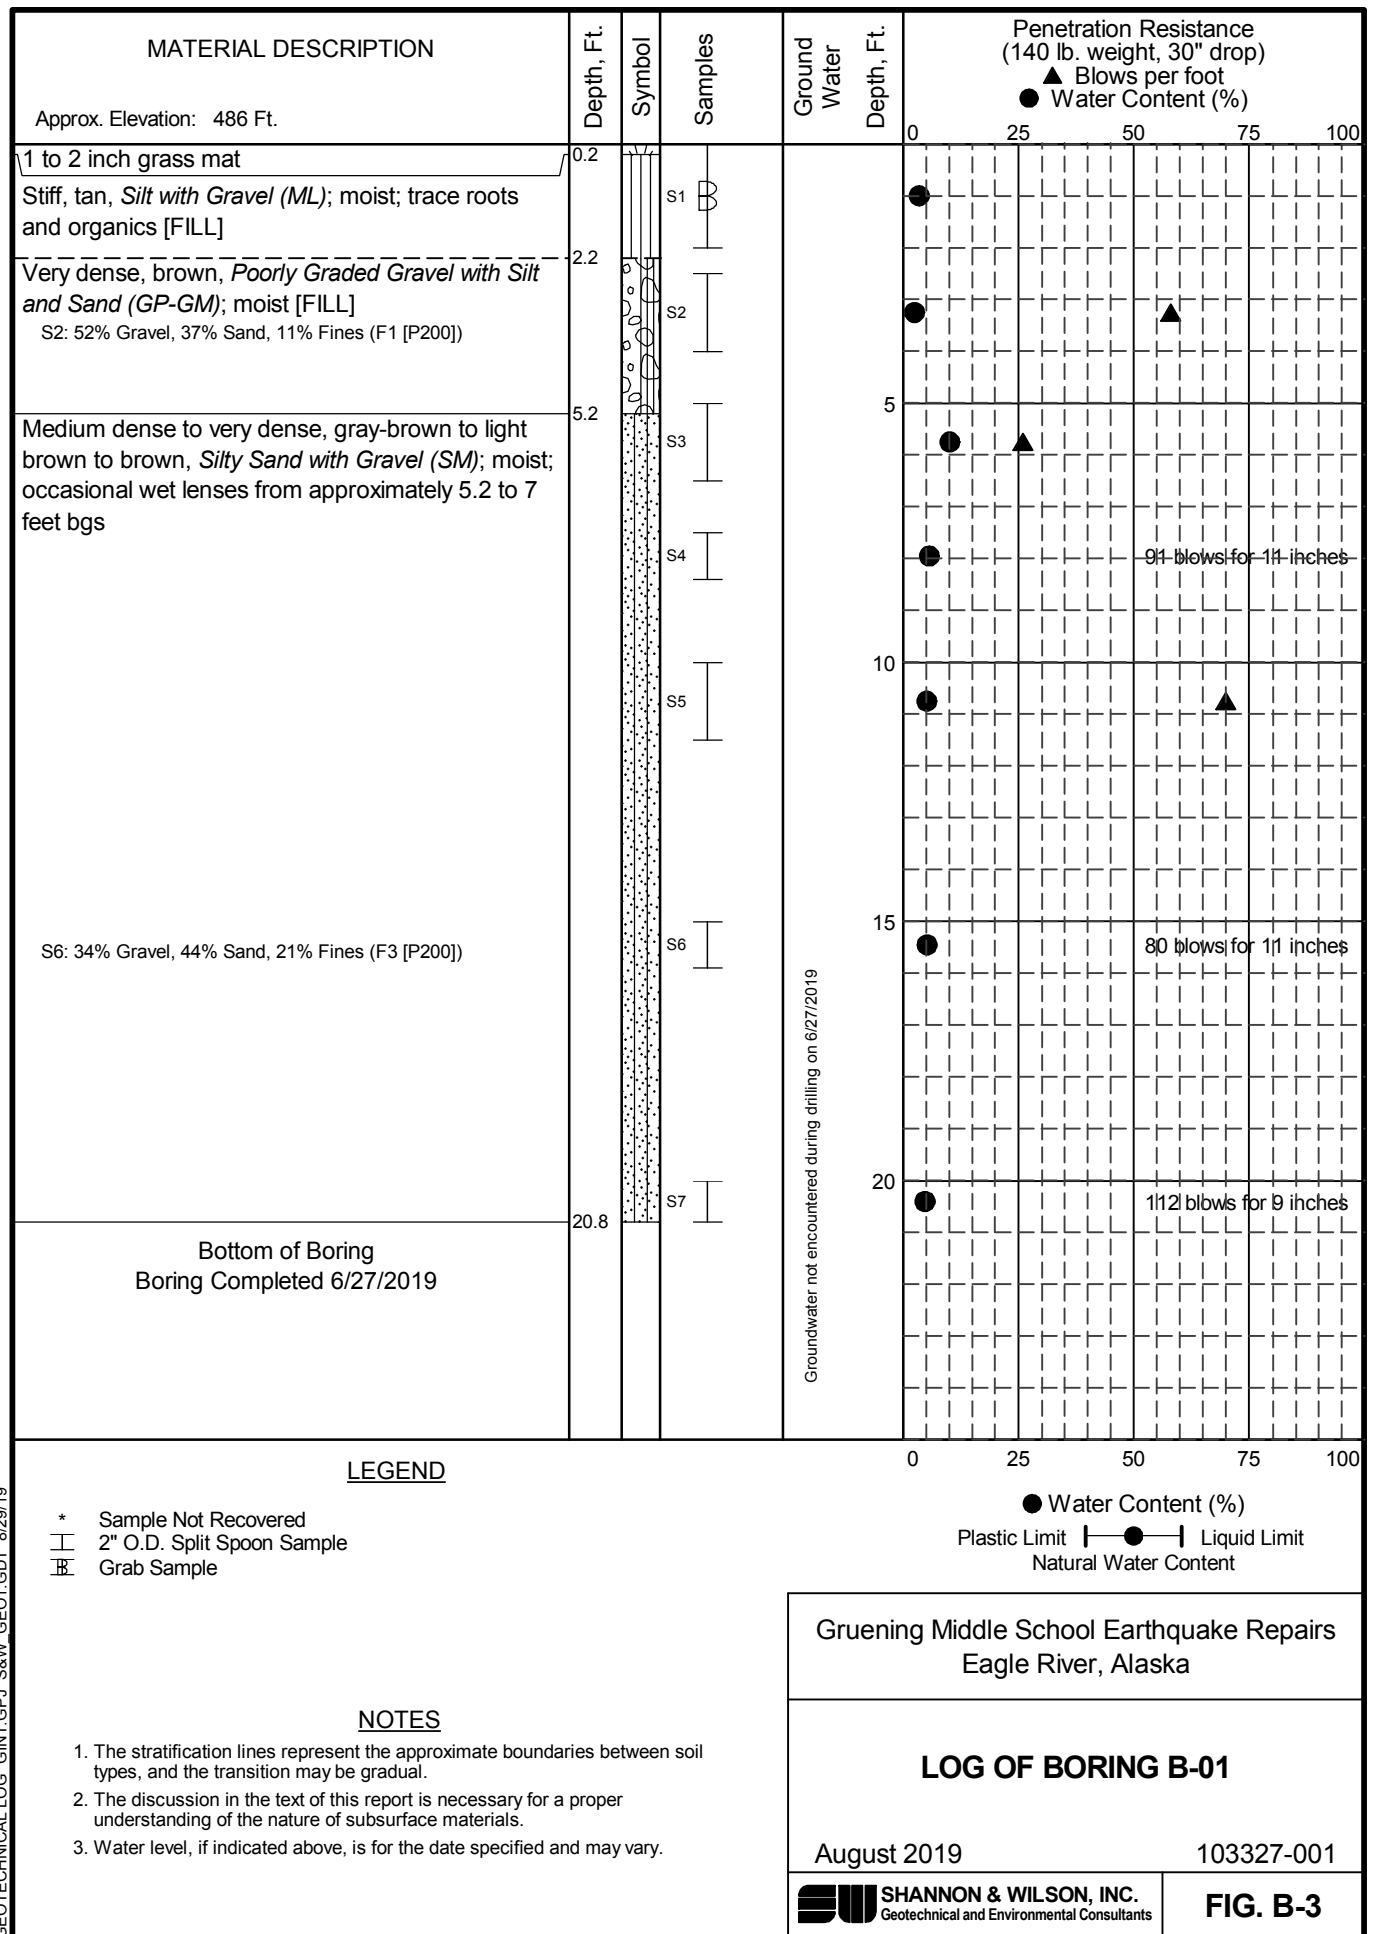 MATERIAL DESCRIPTION
Approx. Elevation: 486 Ft.
Depth, Ft.
Symbol
Samples
Ground
Water
Depth, Ft.
Penetration Resistance
(140 lb. weight, 30" drop)
▲ Blows per foot
● Water Content (%)
0 25 50 75 100
1 to 2 inch grass mat
0.2
Stiff, tan, Silt with Gravel (ML); moist; trace roots
and organics [FILL]
S1
B
2.2
Very dense, brown, Poorly Graded Gravel with Silt
and Sand (GP-GM); moist [FILL]
S2: 52% Gravel, 37% Sand, 11% Fines (F1 [P200])
S2
5.2
5
Medium dense to very dense, gray-brown to light
brown to brown, Silty Sand with Gravel (SM); moist;
occasional wet lenses from approximately 5.2 to 7
feet bgs
S3
S4
91 blows for 11 inches
10
S5
15
S6: 34% Gravel, 44% Sand, 21% Fines (F3 [P200])
S6
80 blows for 11 inches
Groundwater not encountered during drilling on 6/27/2019
20
S7
112 blows for 9 inches
20.8
Bottom of Boring
Boring Completed 6/27/2019
0 25 50 75 100
● Water Content (%)
Plastic Limit Liquid Limit
Natural Water Content
LEGEND
* Sample Not Recovered
2" O.D. Split Spoon Sample
B Grab Sample
NOTES
1. The stratification lines represent the approximate boundaries between soil
types, and the transition may be gradual.
2. The discussion in the text of this report is necessary for a proper
understanding of the nature of subsurface materials.
3. Water level, if indicated above, is for the date specified and may vary.
Gruening Middle School Earthquake Repairs
Eagle River, Alaska
LOG OF BORING B-01
August 2019 103327-001
SHANNON & WILSON, INC.
Geotechnical and Environmental Consultants
FIG. B-3
GEOTECHNICAL LOG GINT.GPJ S&W_GEOT.GDT 8/29/19